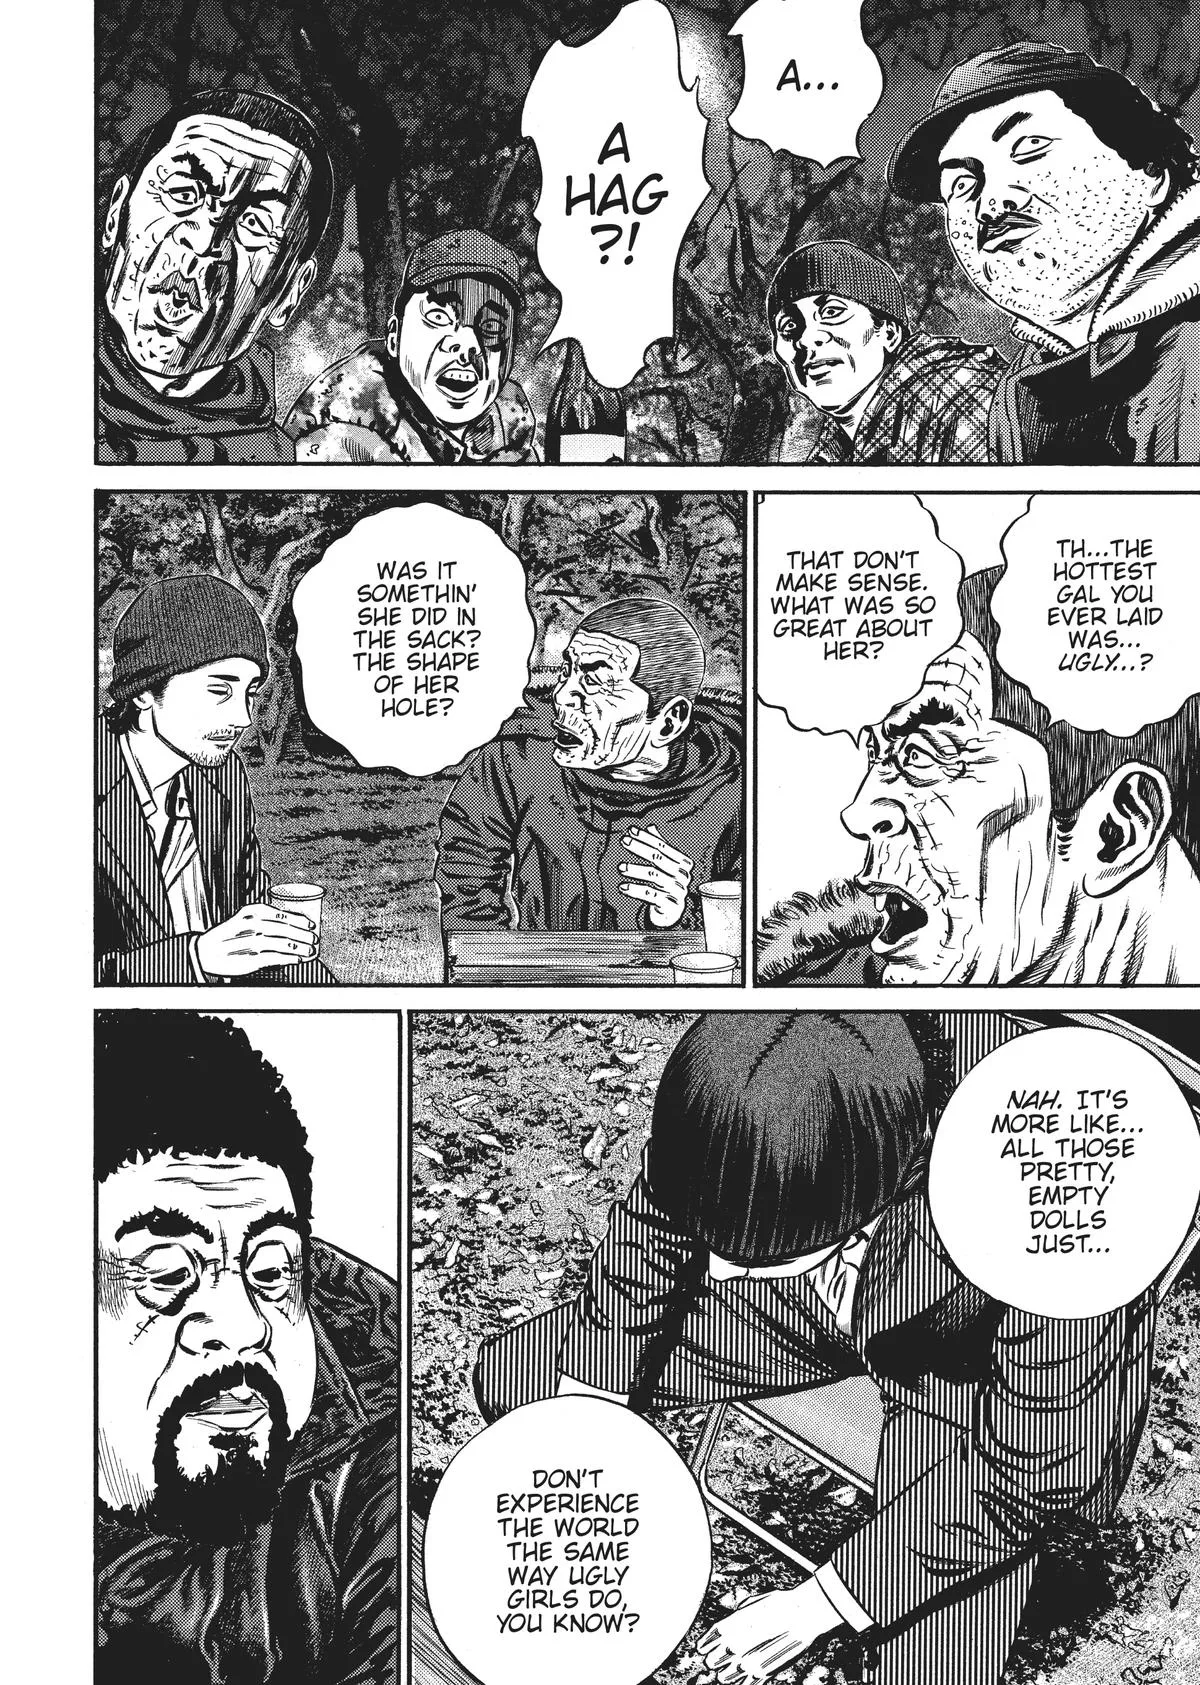 A...
A
HAG
?!
TH...THE
HOTTEST
GAL YOU
EVER LAID
WAS...
UGLY...?
THAT DON'T
MAKE SENSE.
WHAT WAS SO
GREAT ABOUT
HER?
WAS IT
SOMETHIN'
SHE DID IN
THE SACK?
THE SHAPE
OF HER
HOLE?
NAH. IT'S
MORE LIKE...
ALL THOSE
PRETTY,
EMPTY
DOLLS
JUST...
DON'T
EXPERIENCE
THE WORLD
THE SAME
WAY UGLY
GIRLS DO,
YOU KNOW?